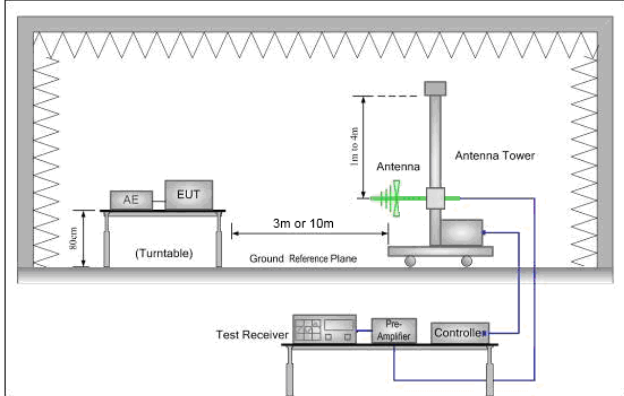 1m to 4m
Antenna
Antenna Tower
AE
EUT
3m or 10m
80cm
(Turntable)
Ground Reference Plane
Test Receiver
Pre-
Amplifier
Controlle